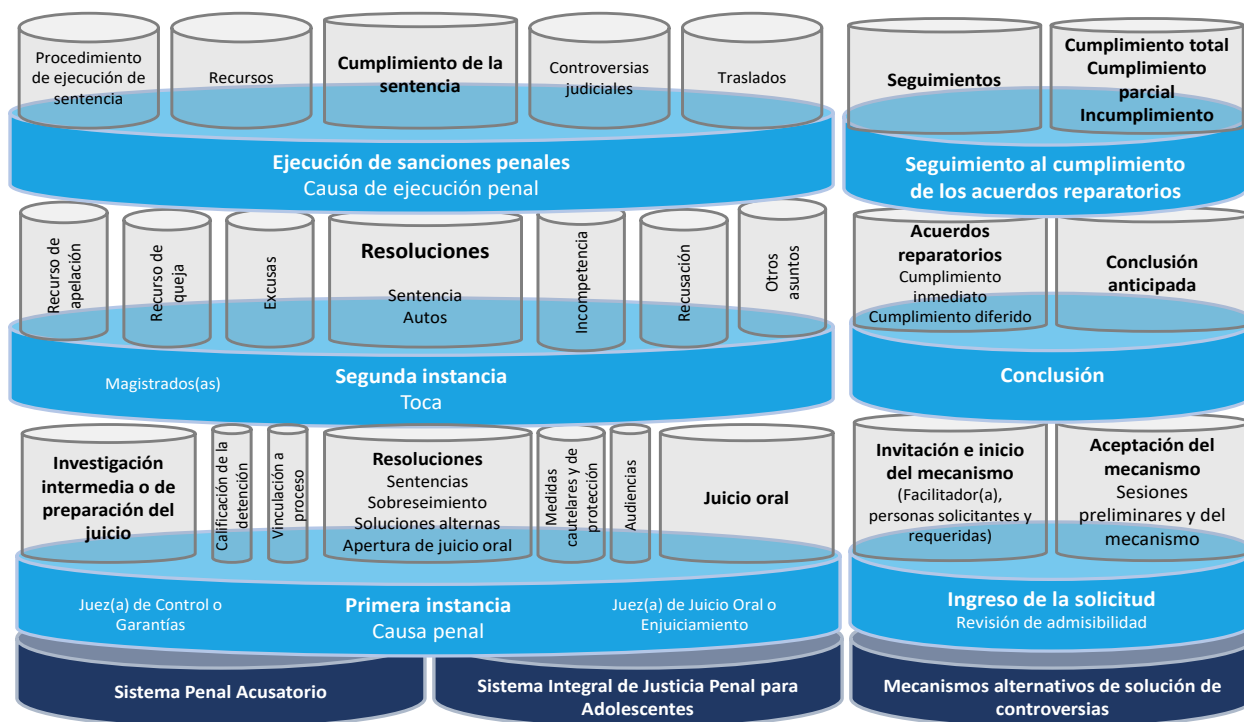 Procedimiento
de ejecución de
sentencia
Recursos
Cumplimiento de la
sentencia
Controversias
judiciales
Traslados
Ejecución de sanciones penales
Causa de ejecución penal
Seguimientos
Cumplimiento total
Cumplimiento
parcial
Incumplimiento
Seguimiento al cumplimiento
de los acuerdos reparatorios
Recurso de
apelación
Recurso de
queja
Excusas
Resoluciones
Sentencia
Autos
Incompetencia
Recusación
Otros
asuntos
Magistrados(as)
Segunda instancia
Toca
Acuerdos
reparatorios
Cumplimiento
inmediato
Cumplimiento diferido
Conclusión
anticipada
Conclusión
Investigación
intermedia o de
preparación del
juicio
Calificación de la
detención
Vinculación a
proceso
Resoluciones
Sentencias
Sobreseimiento
Soluciones alternas
Apertura de juicio oral
Medidas
cautelares y de
protección
Audiencias
Juicio oral
Juez(a) de Control o
Garantías
Primera instancia
Causa penal
Juez(a) de Juicio Oral o
Enjuiciamiento
Invitación e inicio
del mecanismo
(Facilitador(a),
personas solicitantes y
requeridas)
Aceptación del
mecanismo
Sesiones
preliminares y del
mecanismo
Ingreso de la solicitud
Revisión de admisibilidad
Sistema Penal Acusatorio
Sistema Integral de Justicia Penal para
Adolescentes
Mecanismos alternativos de solución de
controversias